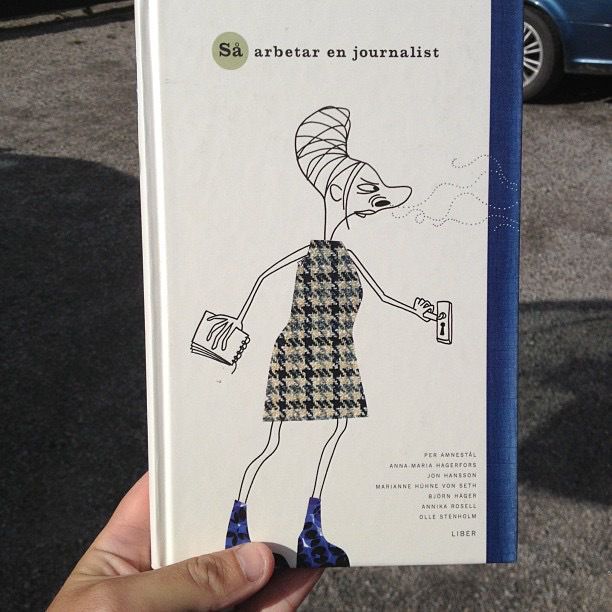 Så arbetar en journalist
PER AMNESTÅL
ANNA-MARIA HAGERFORS
JON HANSSON
MARIANNE HÜHNE VON SETH
BJÖRN HÄGER
ANNIKA ROSELL
OLLE STENHOLM
LIBER